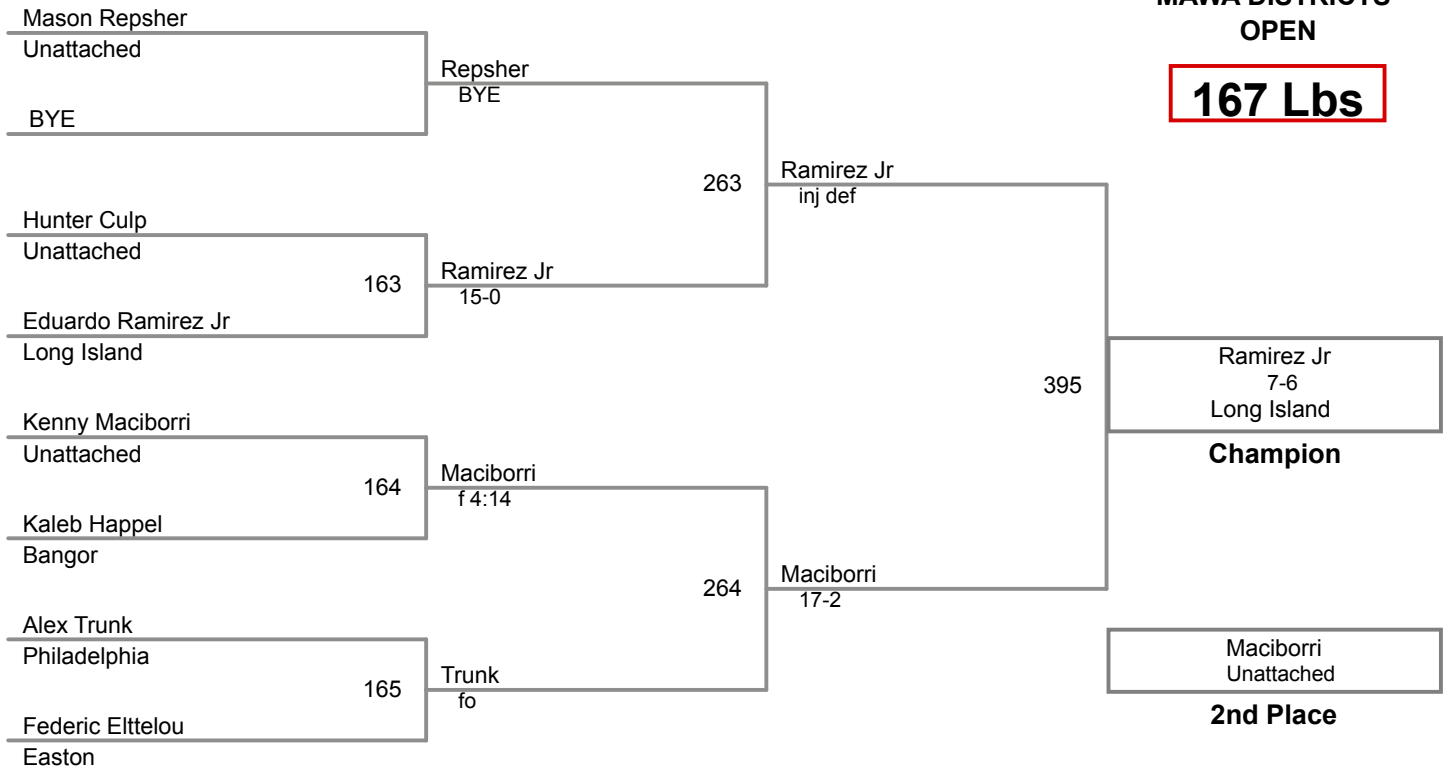 MAWA DISTRICTS
OPEN
167 Lbs
Mason Repsher
Unattached
BYE
Repsher
BYE
Hunter Culp
Unattached
163
Eduardo Ramirez Jr
Long Island
Ramirez Jr
15-0
263
Ramirez Jr
inj def
Kenny Maciborri
Unattached
164
Kaleb Happel
Bangor
Maciborri
f 4:14
Alex Trunk
Philadelphia
165
Federic Elttelou
Easton
Trunk
fo
264
Maciborri
17-2
395
Ramirez Jr
7-6
Long Island
Champion
Maciborri
Unattached
2nd Place